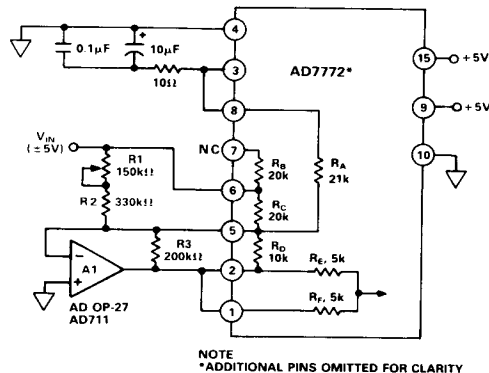 4
0.1µF
+
10µF
15
+5V
3
AD7772*
10Ω
8
9
+5V
VIN
(±5V)
NC
7
RB
20k
RA
21k
10
R1
150kΩ
6
RC
20k
R2
330kΩ
5
R3
200kΩ
RD
10k
−
A1
+
2
RE, 5k
AD OP-27
AD711
1
RF, 5k
NOTE
*ADDITIONAL PINS OMITTED FOR CLARITY